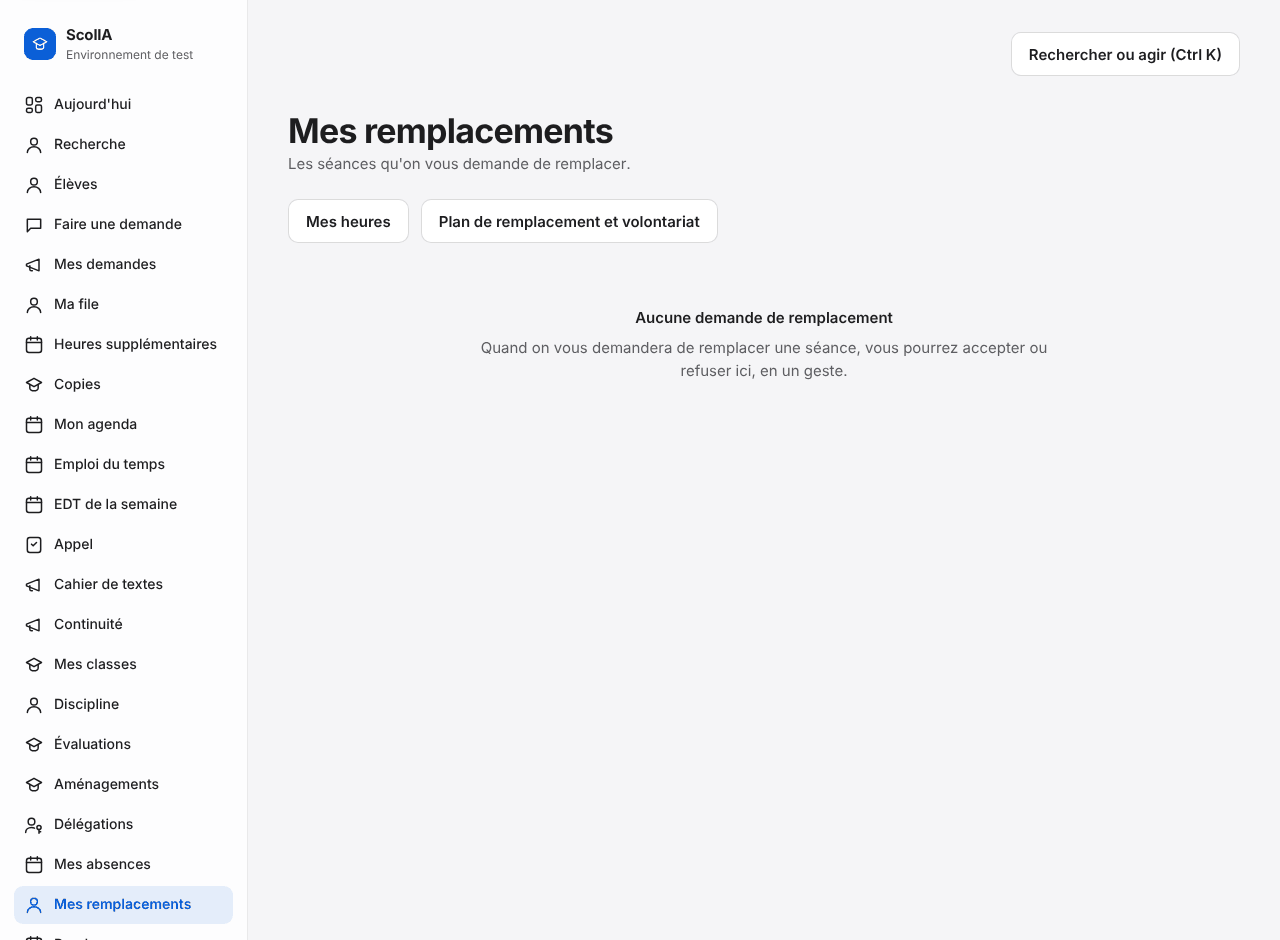 ScolIA
Environnement de test
Aujourd'hui
Recherche
Élèves
Faire une demande
Mes demandes
Ma file
Heures supplémentaires
Copies
Mon agenda
Emploi du temps
EDT de la semaine
Appel
Cahier de textes
Continuité
Mes classes
Discipline
Évaluations
Aménagements
Délégations
Mes absences
Mes remplacements
Rechercher ou agir (Ctrl K)
Mes remplacements
Les séances qu'on vous demande de remplacer.
Mes heures
Plan de remplacement et volontariat
Aucune demande de remplacement
Quand on vous demandera de remplacer une séance, vous pourrez accepter ou
refuser ici, en un geste.